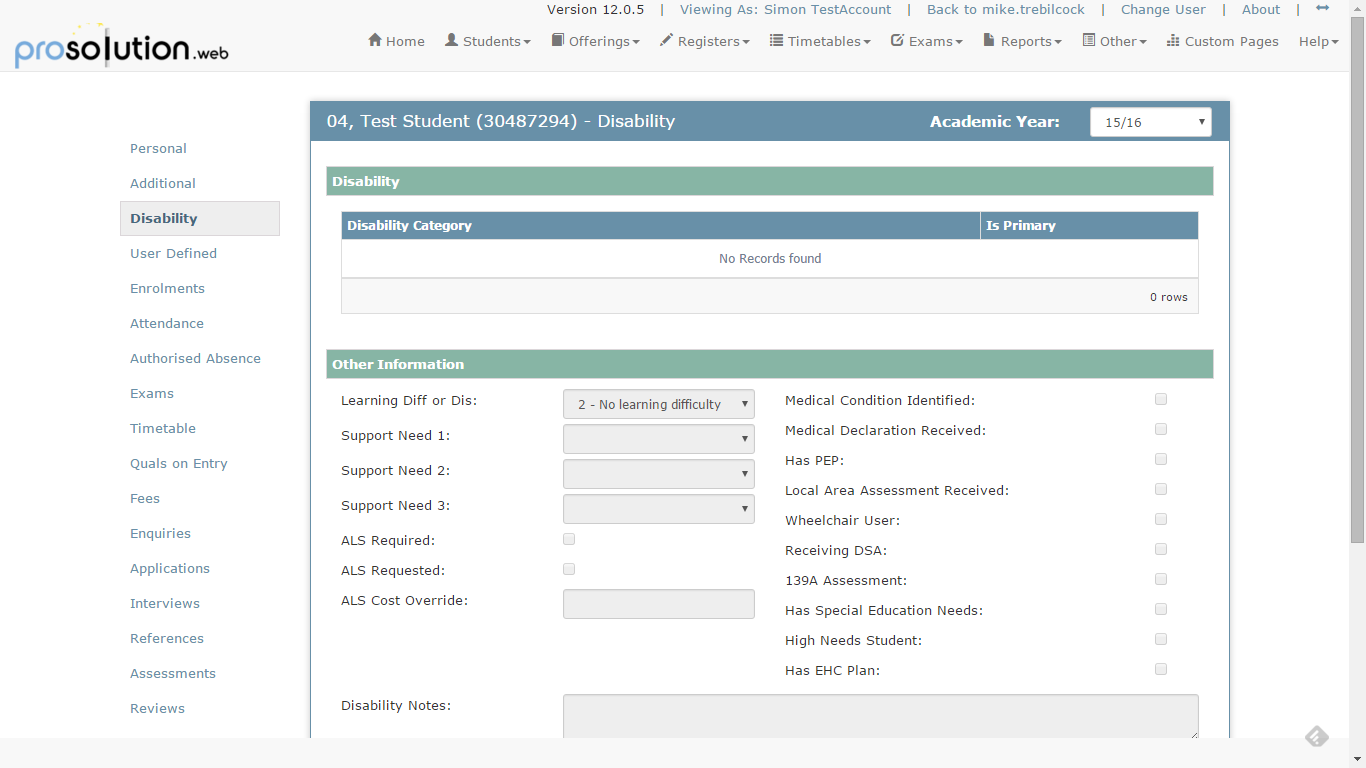 Version 12.0.5 | Viewing As: Simon TestAccount | Back to mike.trebilcock | Change User | About |
prosolution.web
Home Students Offerings Registers Timetables Exams Reports Other Custom Pages Help
04, Test Student (30487294) - Disability Academic Year: 15/16
Personal
Additional
Disability
User Defined
Enrolments
Attendance
Authorised Absence
Exams
Timetable
Quals on Entry
Fees
Enquiries
Applications
Interviews
References
Assessments
Reviews
Disability
Disability Category Is Primary
No Records found
0 rows
Other Information
Learning Diff or Dis: 2 - No learning difficulty
Support Need 1:
Support Need 2:
Support Need 3:
ALS Required:
ALS Requested:
ALS Cost Override:
Medical Condition Identified:
Medical Declaration Received:
Has PEP:
Local Area Assessment Received:
Wheelchair User:
Receiving DSA:
139A Assessment:
Has Special Education Needs:
High Needs Student:
Has EHC Plan:
Disability Notes: